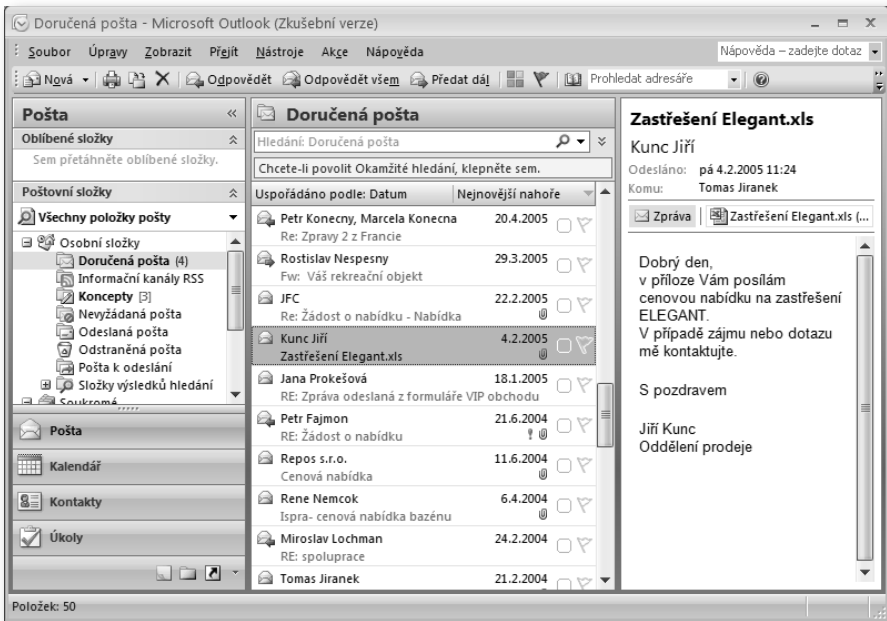 Doručená pošta - Microsoft Outlook (Zkušební verze)
Soubor Úpravy Zobrazit Přejít Nástroje Akce Nápověda Nápověda – zadejte dotaz
Nová Odpovědět Odpovědět všem Předat dál Prohledat adresáře
Pošta
Oblíbené složky
Sem přetáhněte oblíbené složky.
Poštovní složky
Všechny položky pošty
Osobní složky
Doručená pošta (4)
Informační kanály RSS
Koncepty [3]
Nevyžádaná pošta
Odeslaná pošta
Odstraněná pošta
Pošta k odeslání
Složky výsledků hledání
Soukromé
Pošta
Kalendář
Kontakty
Úkoly
Doručená pošta
Hledání: Doručená pošta
Chcete-li povolit Okamžité hledání, klepněte sem.
Uspořádáno podle: Datum Nejnovější nahoře
Petr Konecny, Marcela Konecna 20.4.2005
Re: Zpravy 2 z Francie
Rostislav Nespesny 29.3.2005
Fw: Váš rekreační objekt
JFC 22.2.2005
Re: Žádost o nabídku - Nabídka
Kunc Jiří 4.2.2005
Zastřešení Elegant.xls
Jana Prokešová 18.1.2005
RE: Zpráva odeslaná z formuláře VIP obchodu
Petr Fajmon 21.6.2004
RE: Žádost o nabídku
Repos s.r.o. 11.6.2004
Cenová nabídka
Rene Nemcok 6.4.2004
Ispra- cenová nabídka bazénu
Miroslav Lochman 24.2.2004
RE: spoluprace
Tomas Jiranek 21.2.2004
Zastřešení Elegant.xls
Kunc Jiří
Odesláno: pá 4.2.2005 11:24
Komu: Tomas Jiranek
Zpráva Zastřešení Elegant.xls (...
Dobrý den,
v příloze Vám posílám
cenovou nabídku na zastřešení
ELEGANT.
V případě zájmu nebo dotazu
mě kontaktujte.
S pozdravem
Jiří Kunc
Oddělení prodeje
Položek: 50